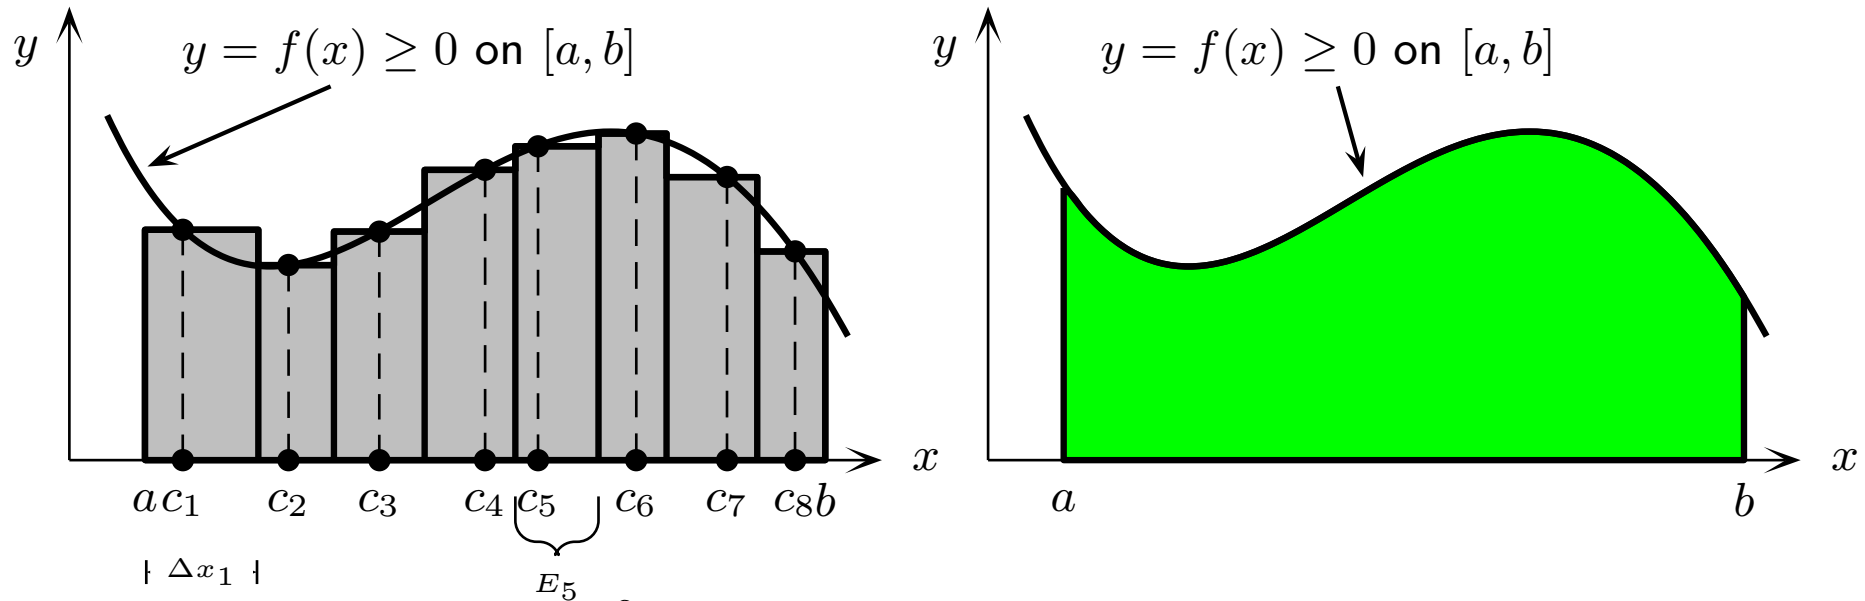 y
y = f(x) ≥ 0 on [a, b]
x
a c₁ c₂ c₃ c₄ c₅ c₆ c₇ c₈ b
Δx₁
E₅
y
y = f(x) ≥ 0 on [a, b]
x
a
b